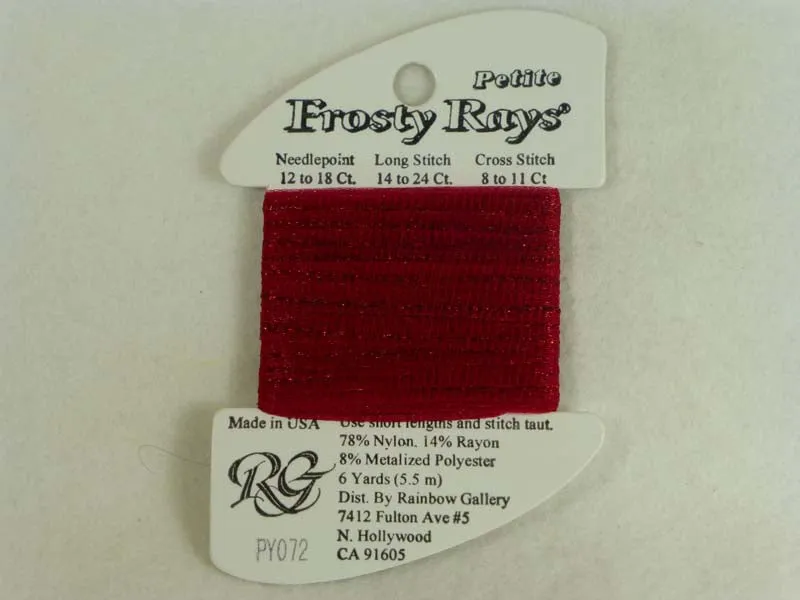 Petite
Frosty Rays®
Needlepoint Long Stitch Cross Stitch
12 to 18 Ct. 14 to 24 Ct. 8 to 11 Ct
Made in USA Use short lengths and stitch taut.
78% Nylon, 14% Rayon
8% Metalized Polyester
6 Yards (5.5 m)
Dist. By Rainbow Gallery
7412 Fulton Ave #5
N. Hollywood
CA 91605
RG
PY072